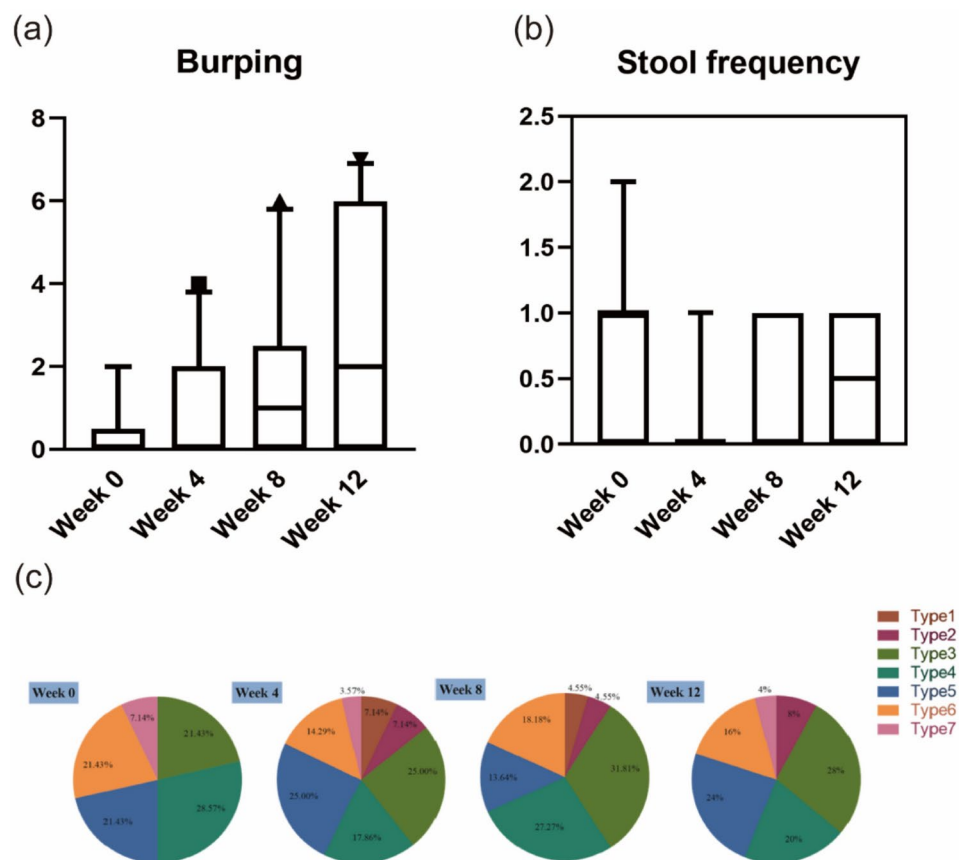 (a)
Burping
8
6
4
2
0
Week 0
Week 4
Week 8
Week 12
(b)
Stool frequency
2.5
2.0
1.5
1.0
0.5
0.0
Week 0
Week 4
Week 8
Week 12
(c)
Type1
Type2
Type3
Type4
Type5
Type6
Type7
Week 0
7.14%
21.43%
28.57%
21.43%
21.43%
Week 4
3.57%
7.14%
7.14%
25.00%
17.86%
25.00%
14.29%
Week 8
4.55%
4.55%
31.81%
27.27%
13.64%
18.18%
Week 12
4%
8%
28%
20%
24%
16%